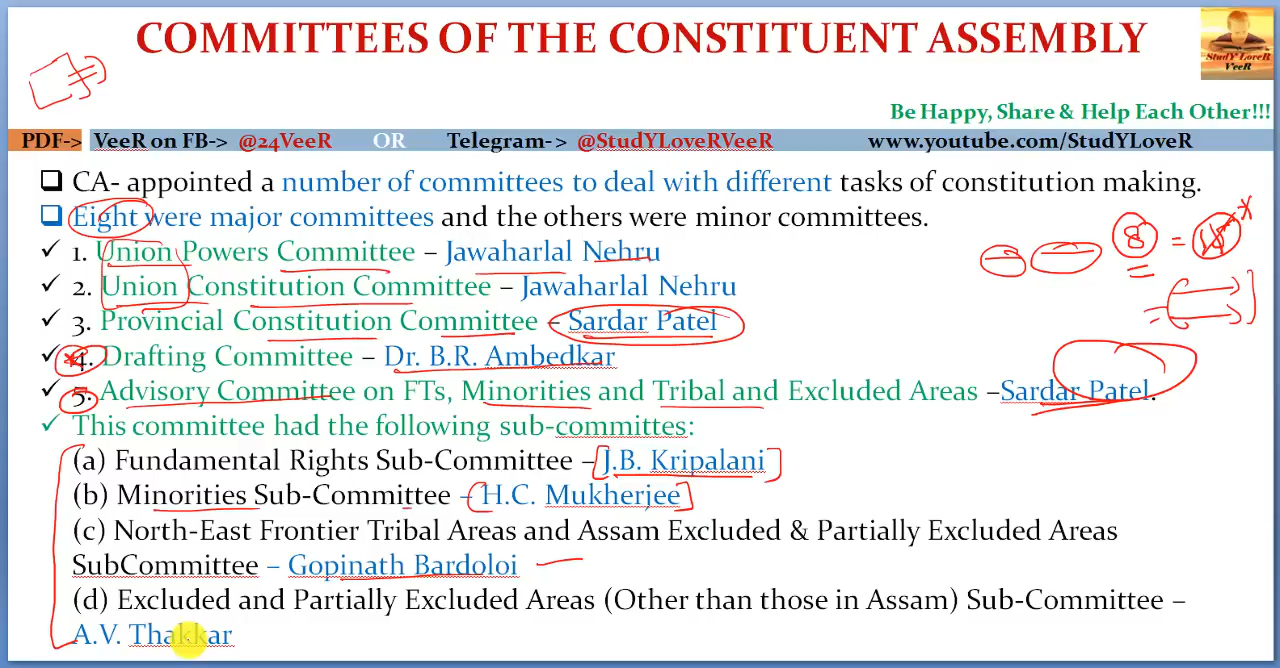 COMMITTEES OF THE CONSTITUENT ASSEMBLY
StudY LoveR
VeeR
Be Happy, Share & Help Each Other!!!
PDF-> VeeR on FB-> @24VeeR OR Telegram-> @StudYLoveRVeeR www.youtube.com/StudYLoveR
CA- appointed a number of committees to deal with different tasks of constitution making.
Eight were major committees and the others were minor committees.
1. Union Powers Committee – Jawaharlal Nehru
2. Union Constitution Committee – Jawaharlal Nehru
3. Provincial Constitution Committee – Sardar Patel
4. Drafting Committee – Dr. B.R. Ambedkar
5. Advisory Committee on FTs, Minorities and Tribal and Excluded Areas –Sardar Patel.
This committee had the following sub-committes:
(a) Fundamental Rights Sub-Committee – J.B. Kripalani
(b) Minorities Sub-Committee – H.C. Mukherjee
(c) North-East Frontier Tribal Areas and Assam Excluded & Partially Excluded Areas
SubCommittee – Gopinath Bardoloi
(d) Excluded and Partially Excluded Areas (Other than those in Assam) Sub-Committee –
A.V. Thakkar
8 =